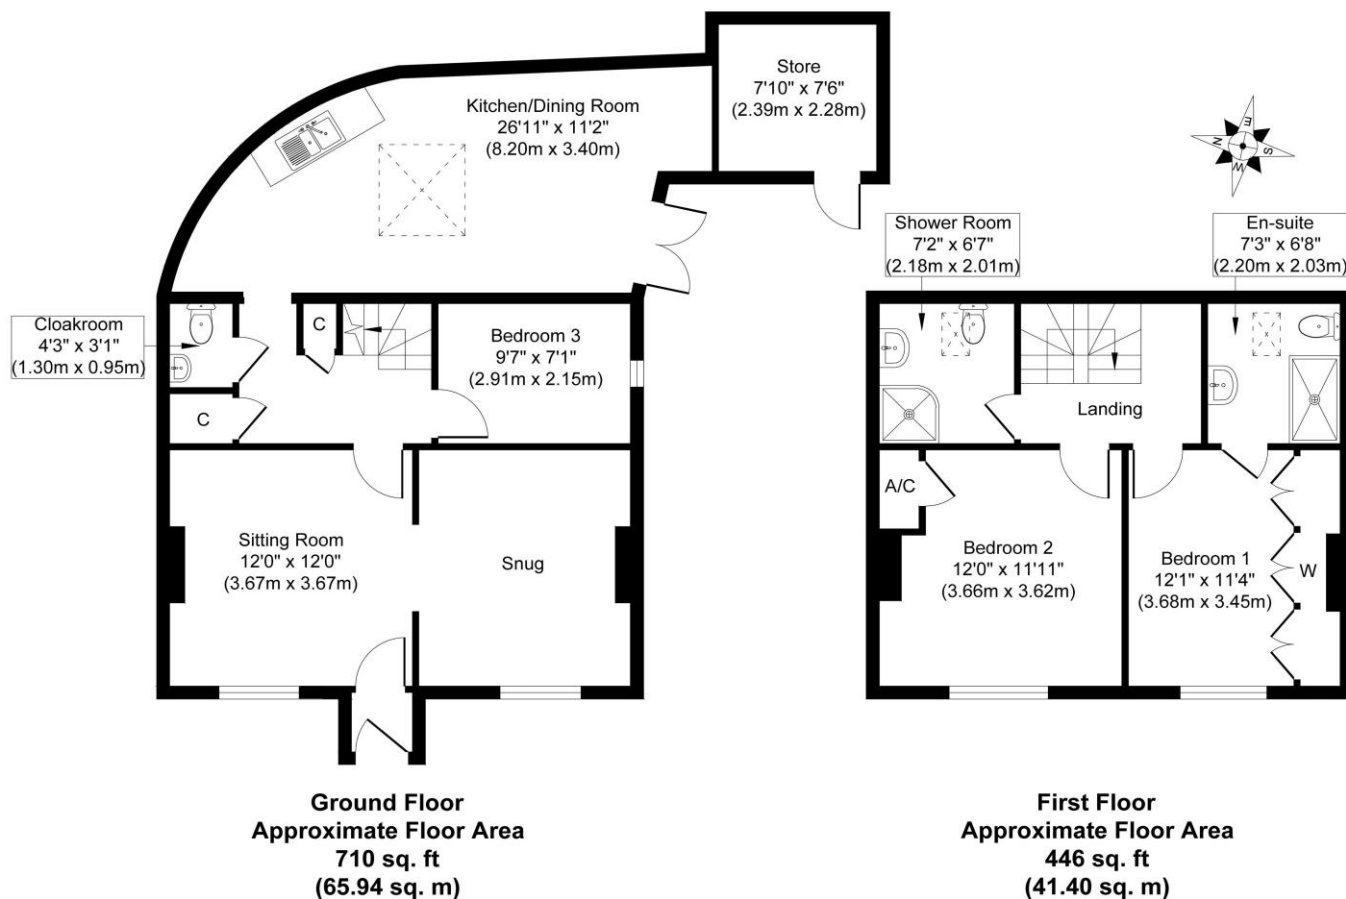 Store
7'10" x 7'6"
(2.39m x 2.28m)
Kitchen/Dining Room
26'11" x 11'2"
(8.20m x 3.40m)
Cloakroom
4'3" x 3'1"
(1.30m x 0.95m)
C
Bedroom 3
9'7" x 7'1"
(2.91m x 2.15m)
C
Sitting Room
12'0" x 12'0"
(3.67m x 3.67m)
Snug
Ground Floor
Approximate Floor Area
710 sq. ft
(65.94 sq. m)
E
N
S
W
Shower Room
7'2" x 6'7"
(2.18m x 2.01m)
En-suite
7'3" x 6'8"
(2.20m x 2.03m)
Landing
A/C
Bedroom 2
12'0" x 11'11"
(3.66m x 3.62m)
Bedroom 1
12'1" x 11'4"
(3.68m x 3.45m)
W
First Floor
Approximate Floor Area
446 sq. ft
(41.40 sq. m)